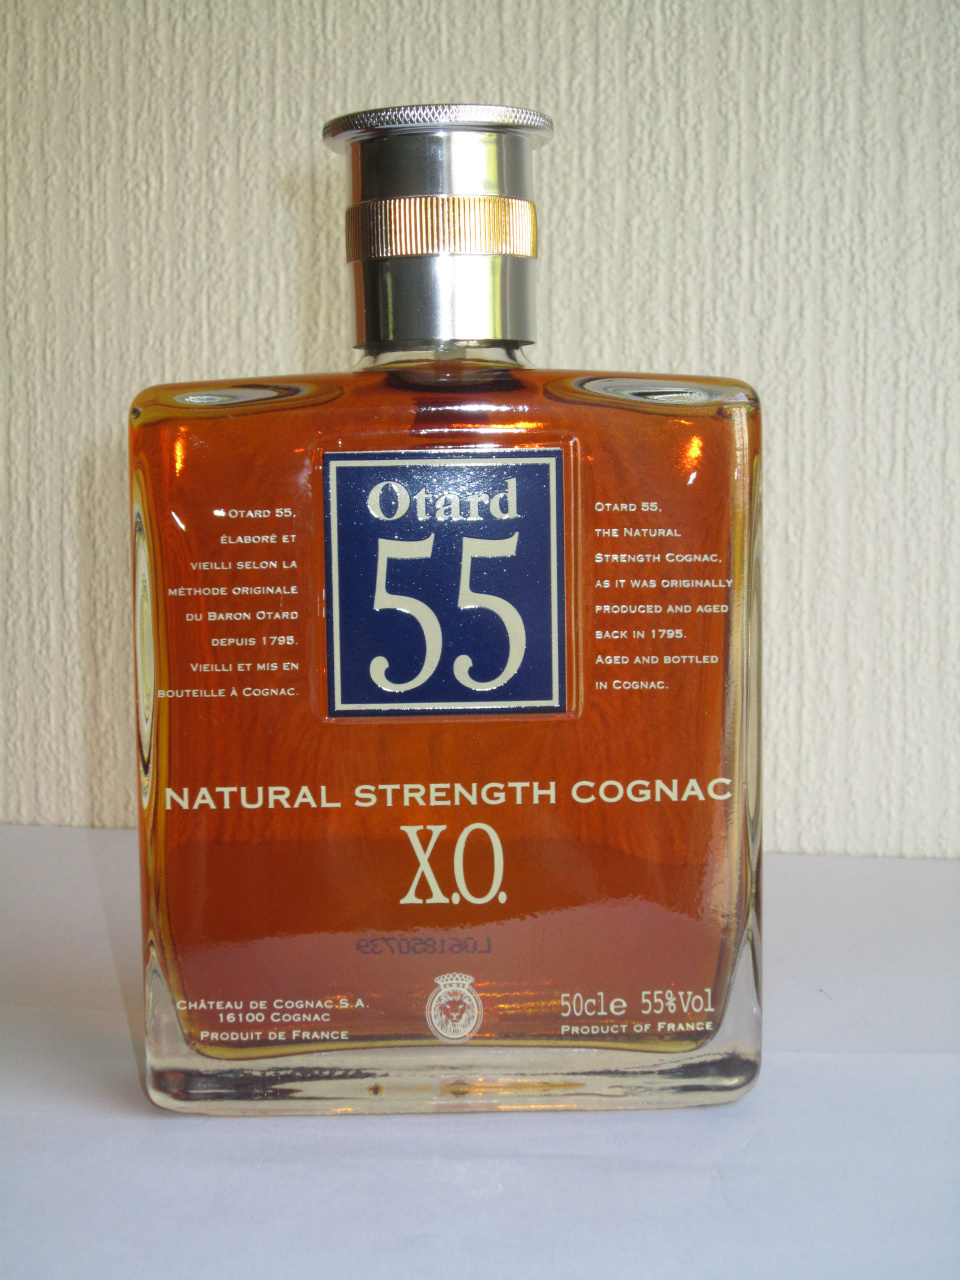 Otard
55
OTARD 55,
ÉLABORÉ ET
VIEILLI SELON LA
MÉTHODE ORIGINALE
DU BARON OTARD
DEPUIS 1795.
VIEILLI ET MIS EN
BOUTEILLE À COGNAC.
OTARD 55,
THE NATURAL
STRENGTH COGNAC,
AS IT WAS ORIGINALLY
PRODUCED AND AGED
BACK IN 1795.
AGED AND BOTTLED
IN COGNAC.
NATURAL STRENGTH COGNAC
X.O.
L061850739
CHÂTEAU DE COGNAC.S.A.
16100 COGNAC
PRODUIT DE FRANCE
50cl e 55%Vol
PRODUCT OF FRANCE